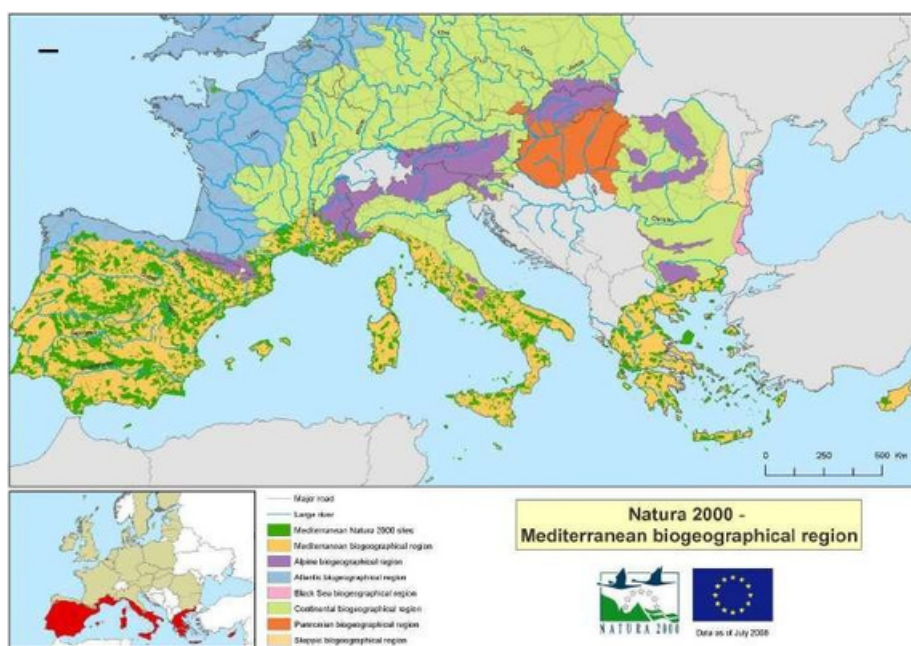 0 250 500 Km
Major road
Large river
Mediterranean Natura 2000 sites
Mediterranean biogeographical region
Alpine biogeographical region
Atlantic biogeographical region
Black Sea biogeographical region
Continental biogeographical region
Pannonian biogeographical region
Steppic biogeographical region
Natura 2000 -
Mediterranean biogeographical region
NATURA 2000
Data as of July 2008